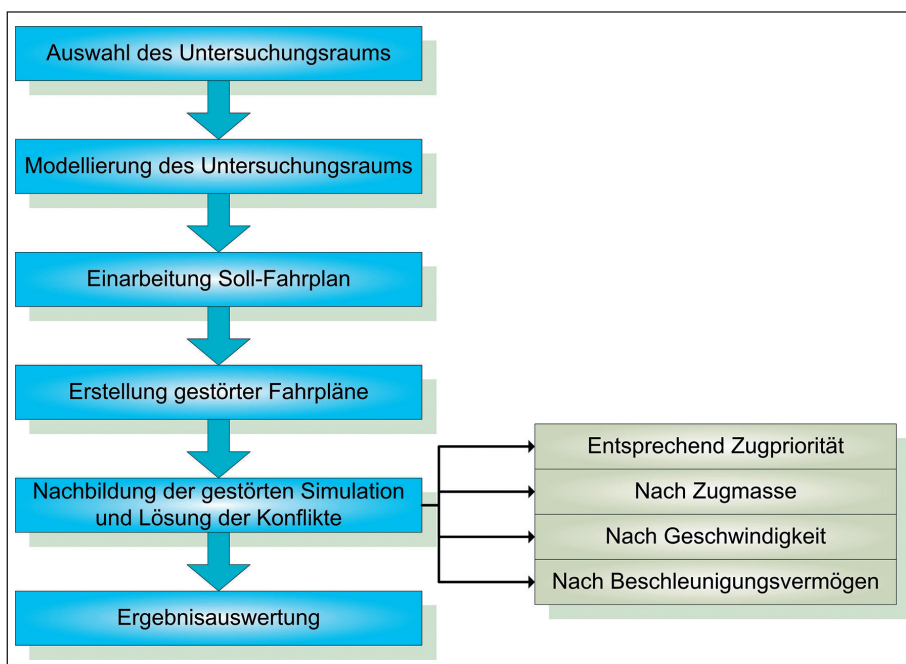 Auswahl des Untersuchungsraums
Modellierung des Untersuchungsraums
Einarbeitung Soll-Fahrplan
Erstellung gestörter Fahrpläne
Nachbildung der gestörten Simulation
und Lösung der Konflikte
Entsprechend Zugpriorität
Nach Zugmasse
Nach Geschwindigkeit
Nach Beschleunigungsvermögen
Ergebnisauswertung